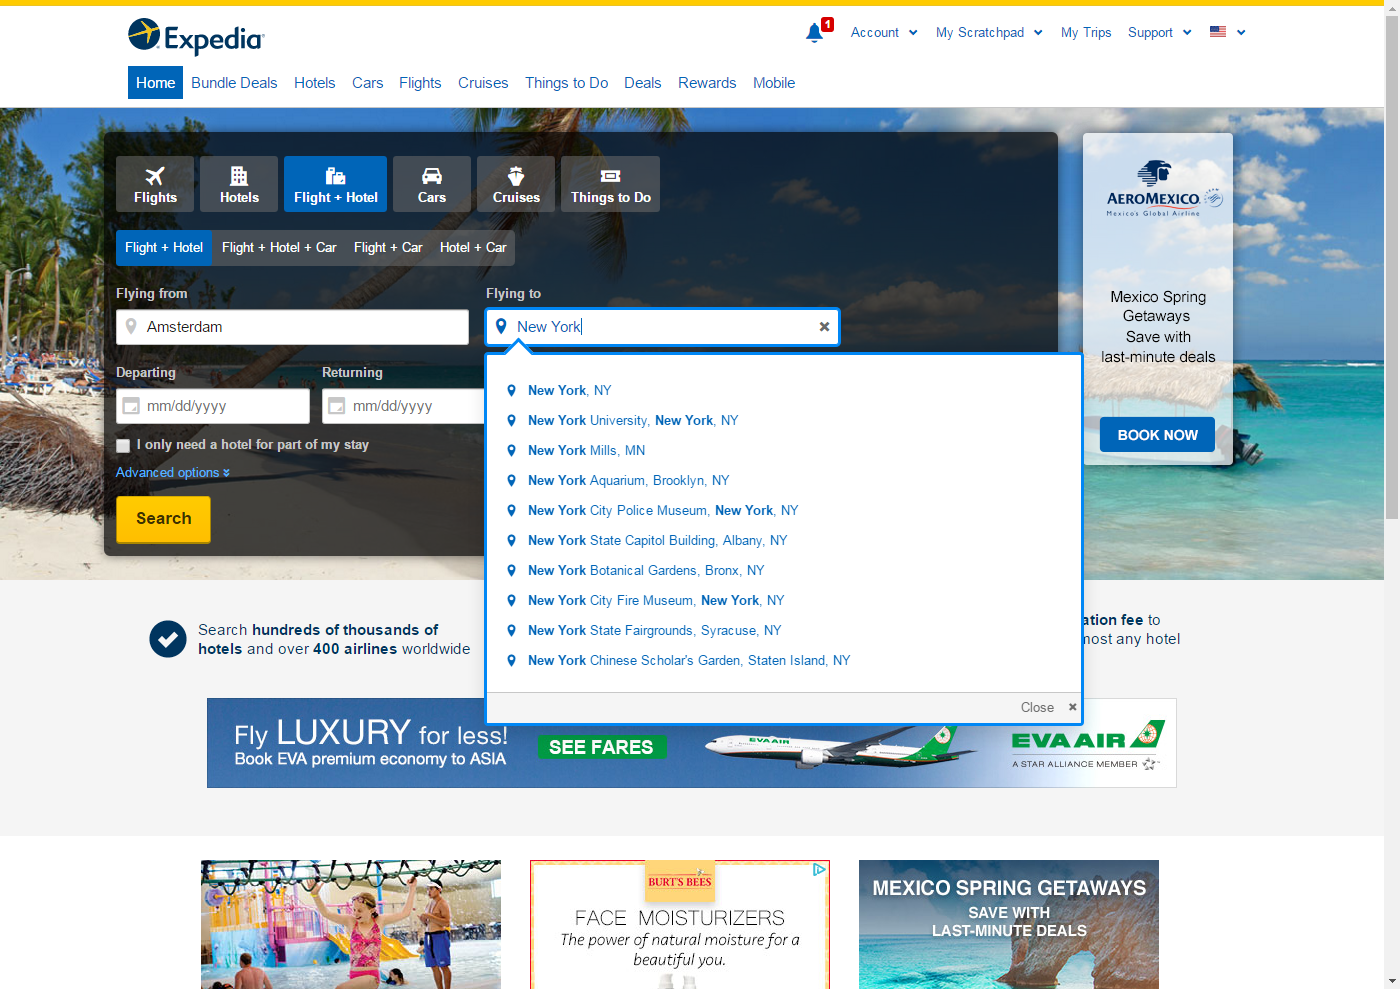 Expedia
1
Account
My Scratchpad
My Trips
Support
Home
Bundle Deals
Hotels
Cars
Flights
Cruises
Things to Do
Deals
Rewards
Mobile
Flights
Hotels
Flight + Hotel
Cars
Cruises
Things to Do
Flight + Hotel
Flight + Hotel + Car
Flight + Car
Hotel + Car
Flying from
Amsterdam
Flying to
New York
Departing
mm/dd/yyyy
Returning
mm/dd/yyyy
I only need a hotel for part of my stay
Advanced options
Search
New York, NY
New York University, New York, NY
New York Mills, MN
New York Aquarium, Brooklyn, NY
New York City Police Museum, New York, NY
New York State Capitol Building, Albany, NY
New York Botanical Gardens, Bronx, NY
New York City Fire Museum, New York, NY
New York State Fairgrounds, Syracuse, NY
New York Chinese Scholar's Garden, Staten Island, NY
Close
AEROMEXICO
Mexico's Global Airline
Mexico Spring
Getaways
Save with
last-minute deals
BOOK NOW
Search hundreds of thousands of
hotels and over 400 airlines worldwide
ation fee to
most any hotel
Fly LUXURY for less!
Book EVA premium economy to ASIA
SEE FARES
EVA AIR
A STAR ALLIANCE MEMBER
BURT'S BEES
FACE MOISTURIZERS
The power of natural moisture for a
beautiful you.
MEXICO SPRING GETAWAYS
SAVE WITH
LAST-MINUTE DEALS